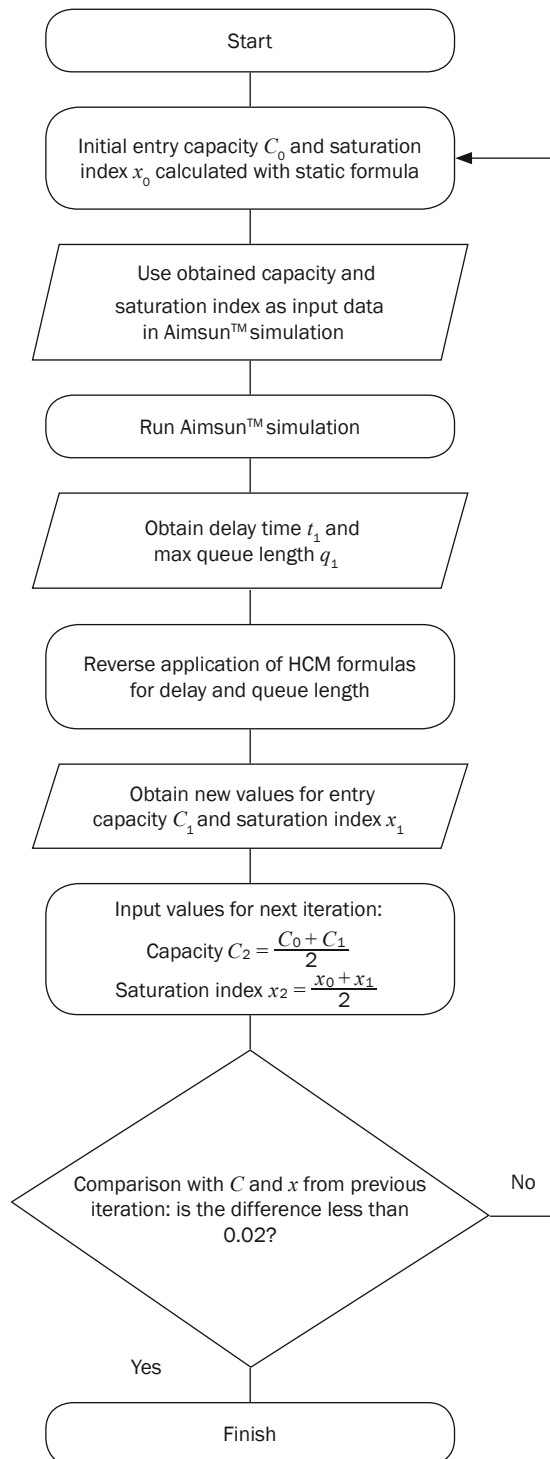 Start
Initial entry capacity C₀ and saturation
index x₀ calculated with static formula
Use obtained capacity and
saturation index as input data
in Aimsun™ simulation
Run Aimsun™ simulation
Obtain delay time t₁ and
max queue length q₁
Reverse application of HCM formulas
for delay and queue length
Obtain new values for entry
capacity C₁ and saturation index x₁
Input values for next iteration:
Capacity C₂ = (C₀ + C₁)/2
Saturation index x₂ = (x₀ + x₁)/2
Comparison with C and x from previous
iteration: is the difference less than
0.02?
No
Yes
Finish